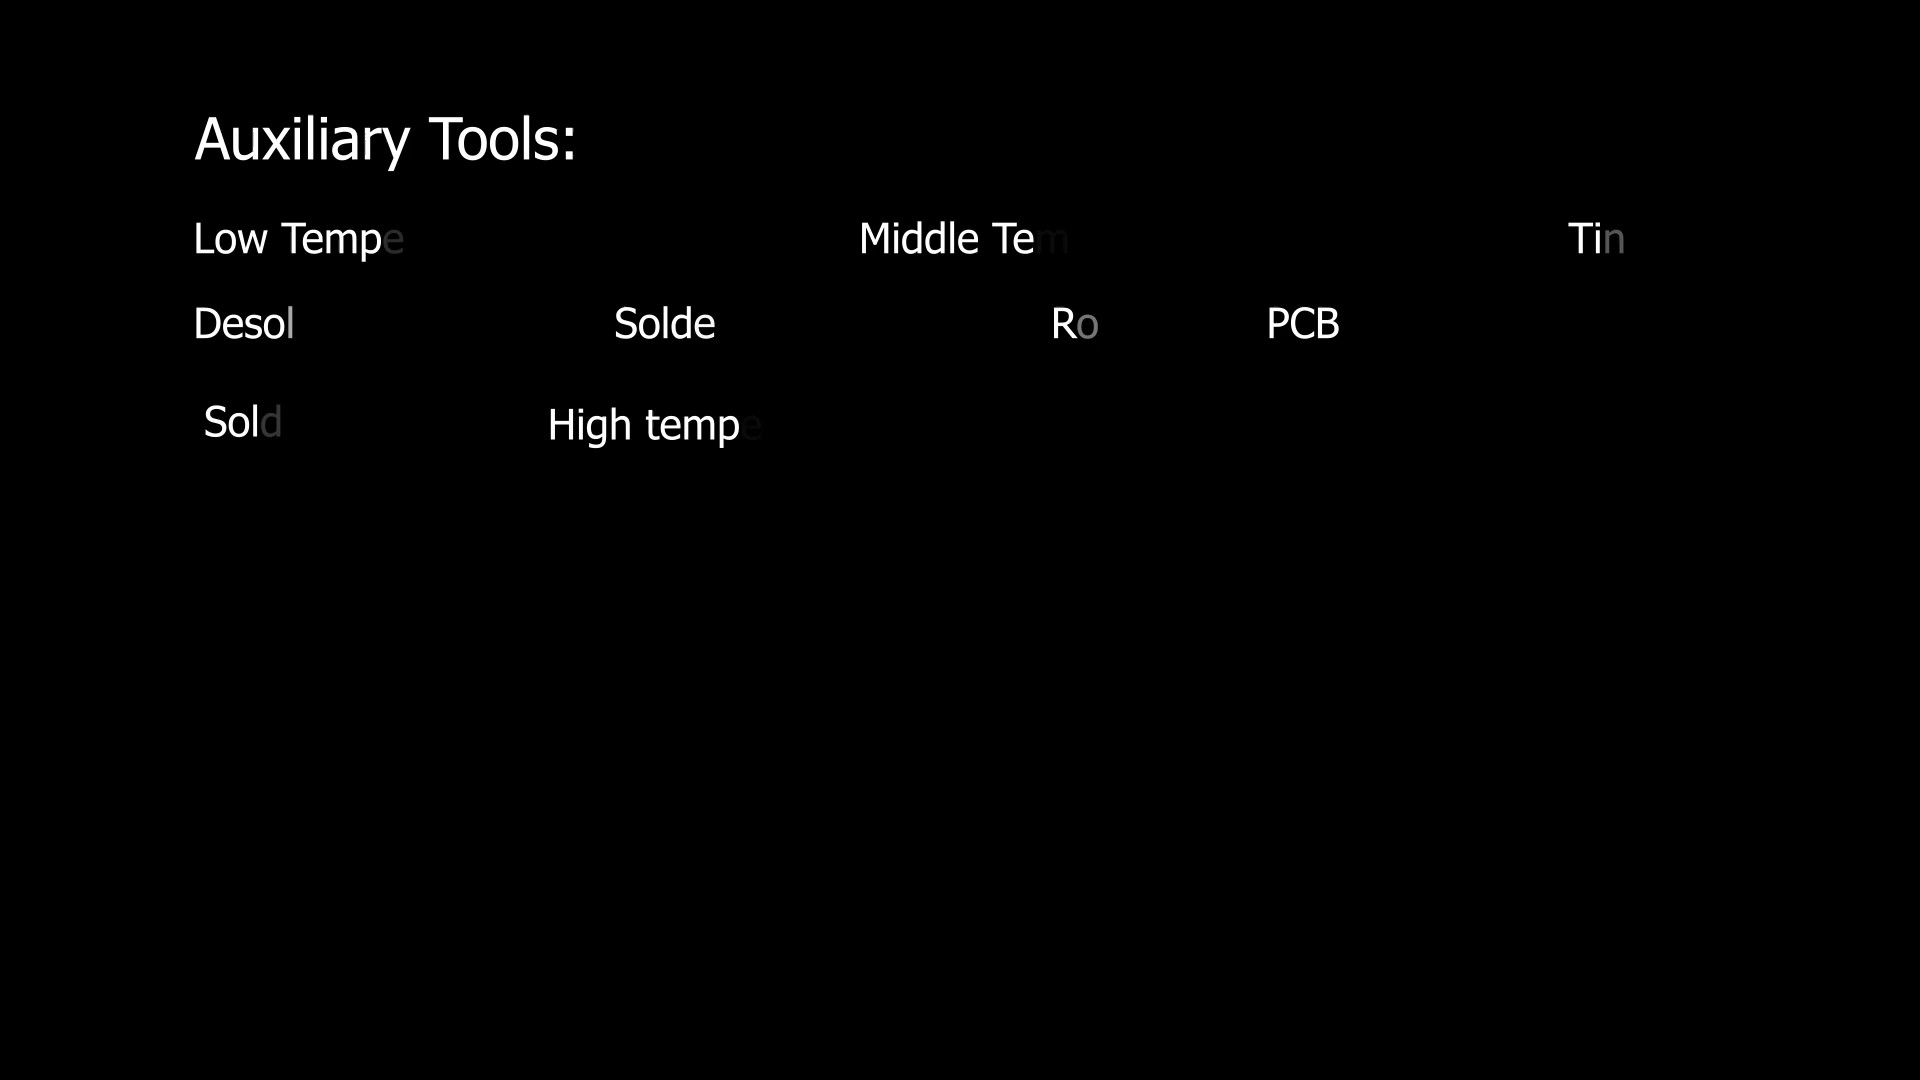 Auxiliary Tools:
Low Tempe Middle Tem Tin
Desol Solde Ro PCB
Sold High tempe